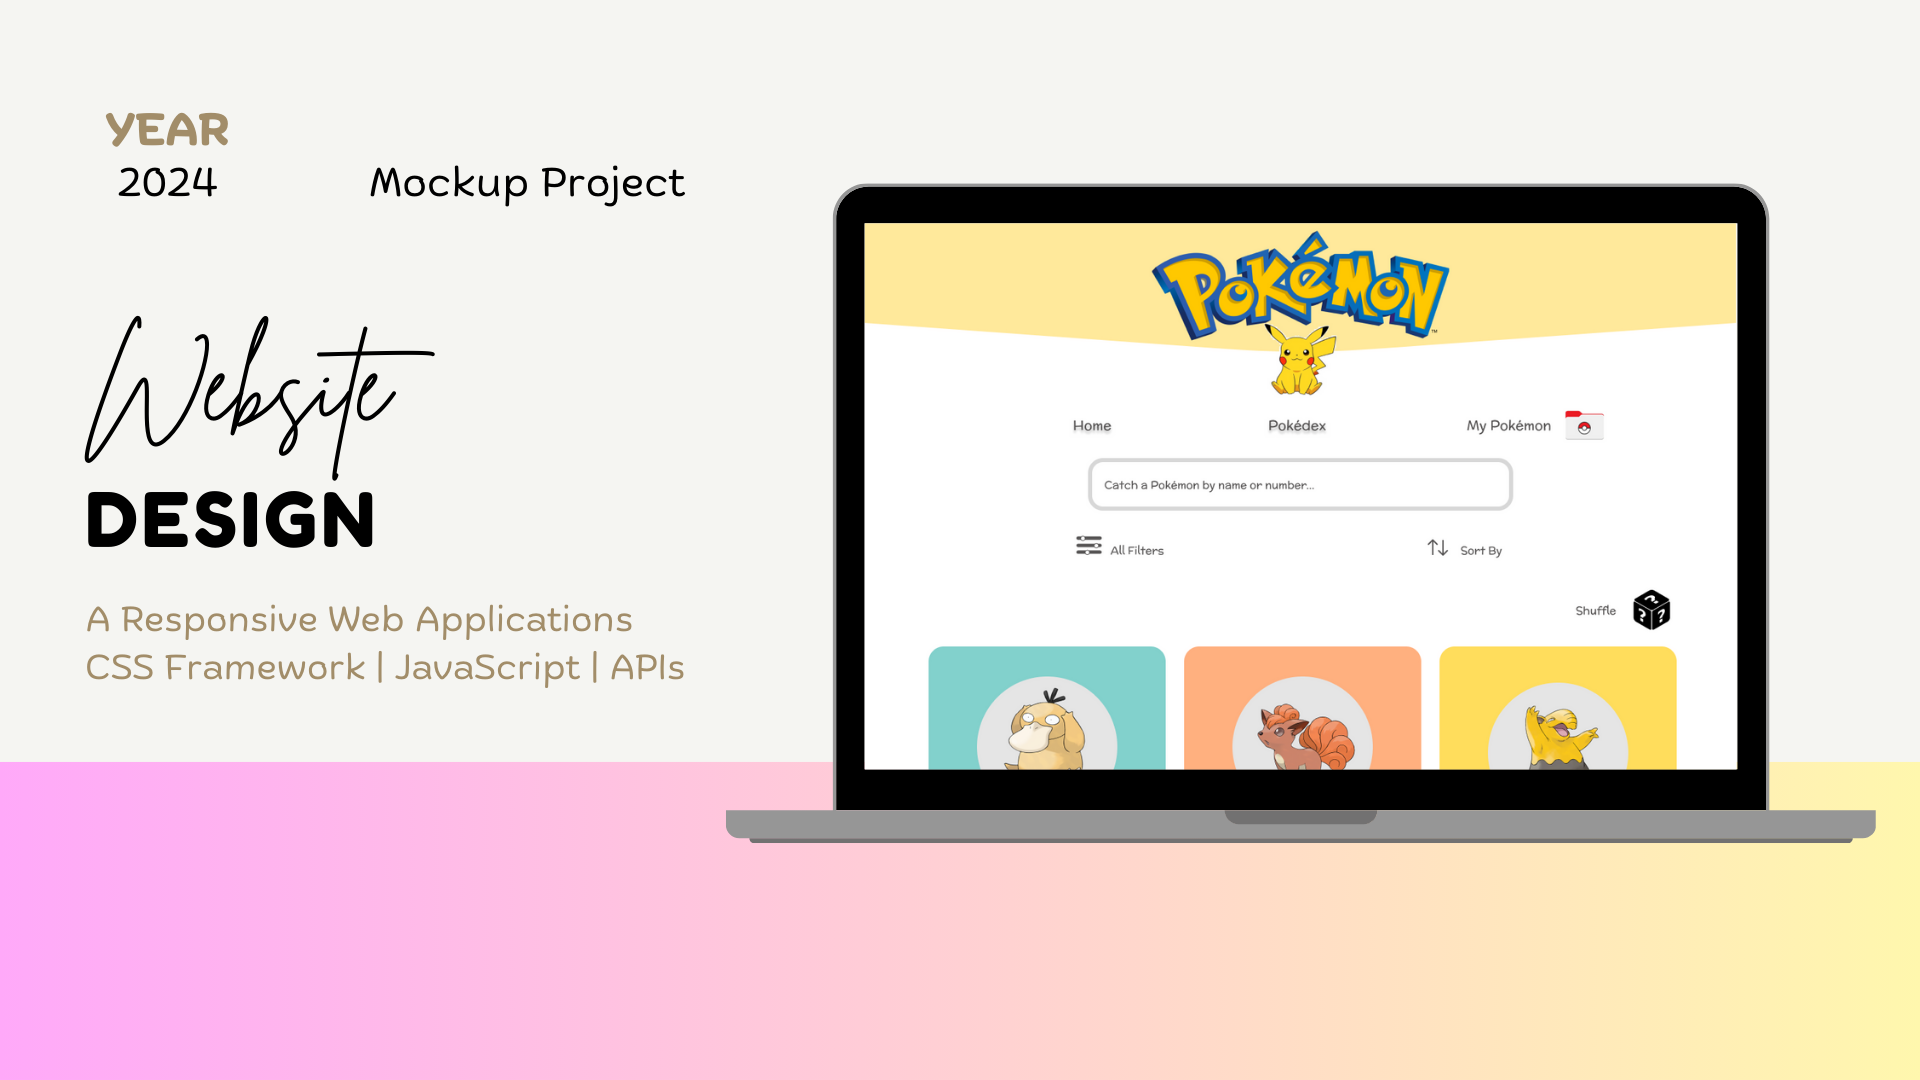 YEAR
2024
Mockup Project
Website
DESIGN
A Responsive Web Applications
CSS Framework | JavaScript | APIs
POKéMON
™
Home
Pokédex
My Pokémon
Catch a Pokémon by name or number...
All Filters
Sort By
Shuffle
? ? ?